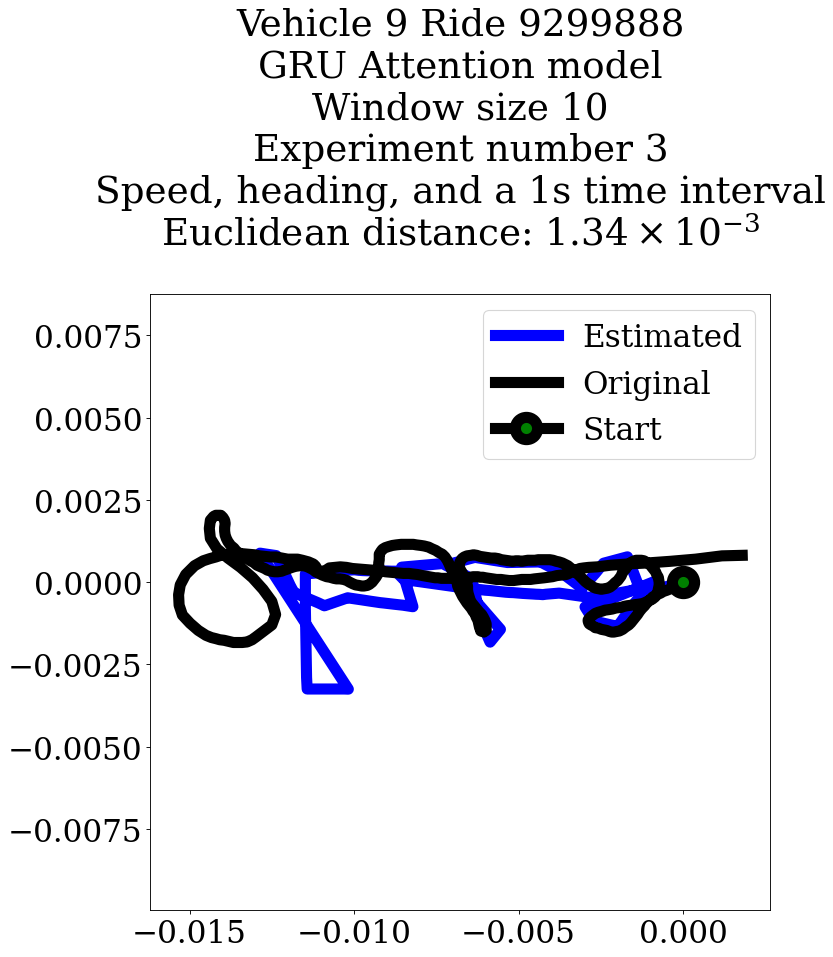 Vehicle 9 Ride 9299888
GRU Attention model
Window size 10
Experiment number 3
Speed, heading, and a 1s time interval
Euclidean distance: 1.34 × 10⁻³
Estimated
Original
Start
0.0075
0.0050
0.0025
0.0000
−0.0025
−0.0050
−0.0075
−0.015 −0.010 −0.005 0.000